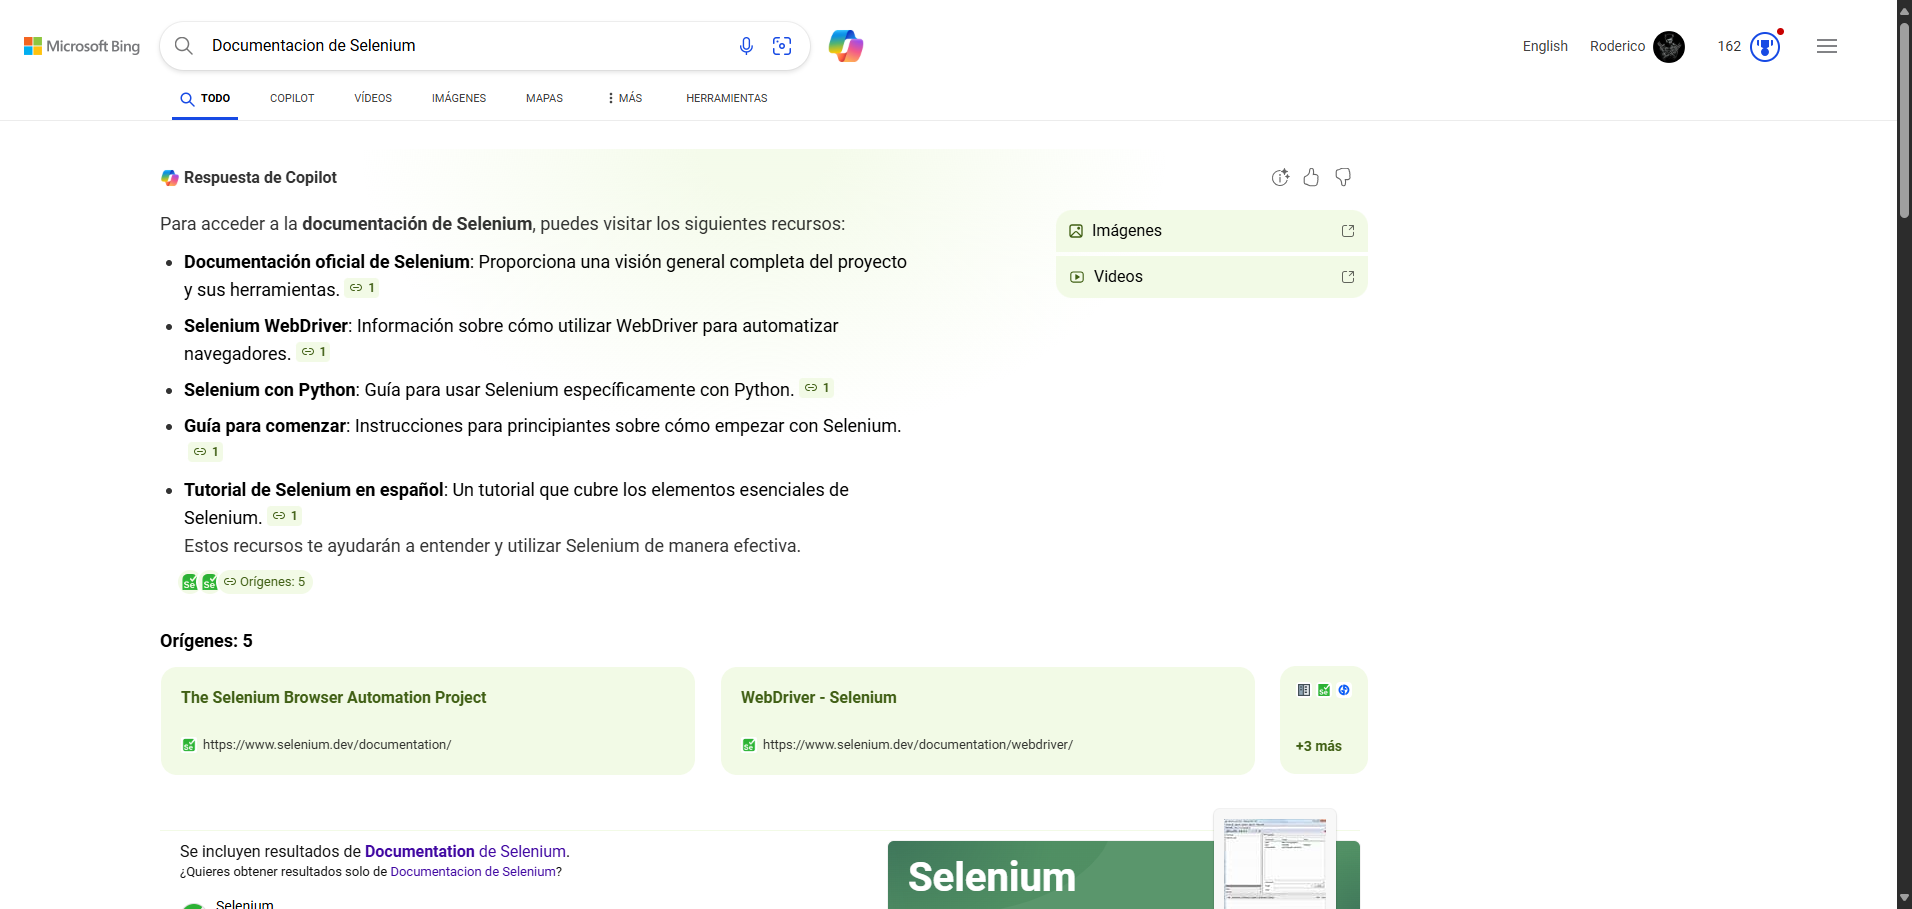 Microsoft Bing
Documentacion de Selenium
English
Roderico
162
TODO
COPILOT
VÍDEOS
IMÁGENES
MAPAS
MÁS
HERRAMIENTAS
Respuesta de Copilot
Para acceder a la documentación de Selenium, puedes visitar los siguientes recursos:
Documentación oficial de Selenium: Proporciona una visión general completa del proyecto
y sus herramientas. 1
Selenium WebDriver: Información sobre cómo utilizar WebDriver para automatizar
navegadores. 1
Selenium con Python: Guía para usar Selenium específicamente con Python. 1
Guía para comenzar: Instrucciones para principiantes sobre cómo empezar con Selenium.
1
Tutorial de Selenium en español: Un tutorial que cubre los elementos esenciales de
Selenium. 1
Estos recursos te ayudarán a entender y utilizar Selenium de manera efectiva.
Orígenes: 5
Imágenes
Videos
Orígenes: 5
The Selenium Browser Automation Project
https://www.selenium.dev/documentation/
WebDriver - Selenium
https://www.selenium.dev/documentation/webdriver/
+3 más
Se incluyen resultados de Documentation de Selenium.
¿Quieres obtener resultados solo de Documentacion de Selenium?
Selenium
Selenium